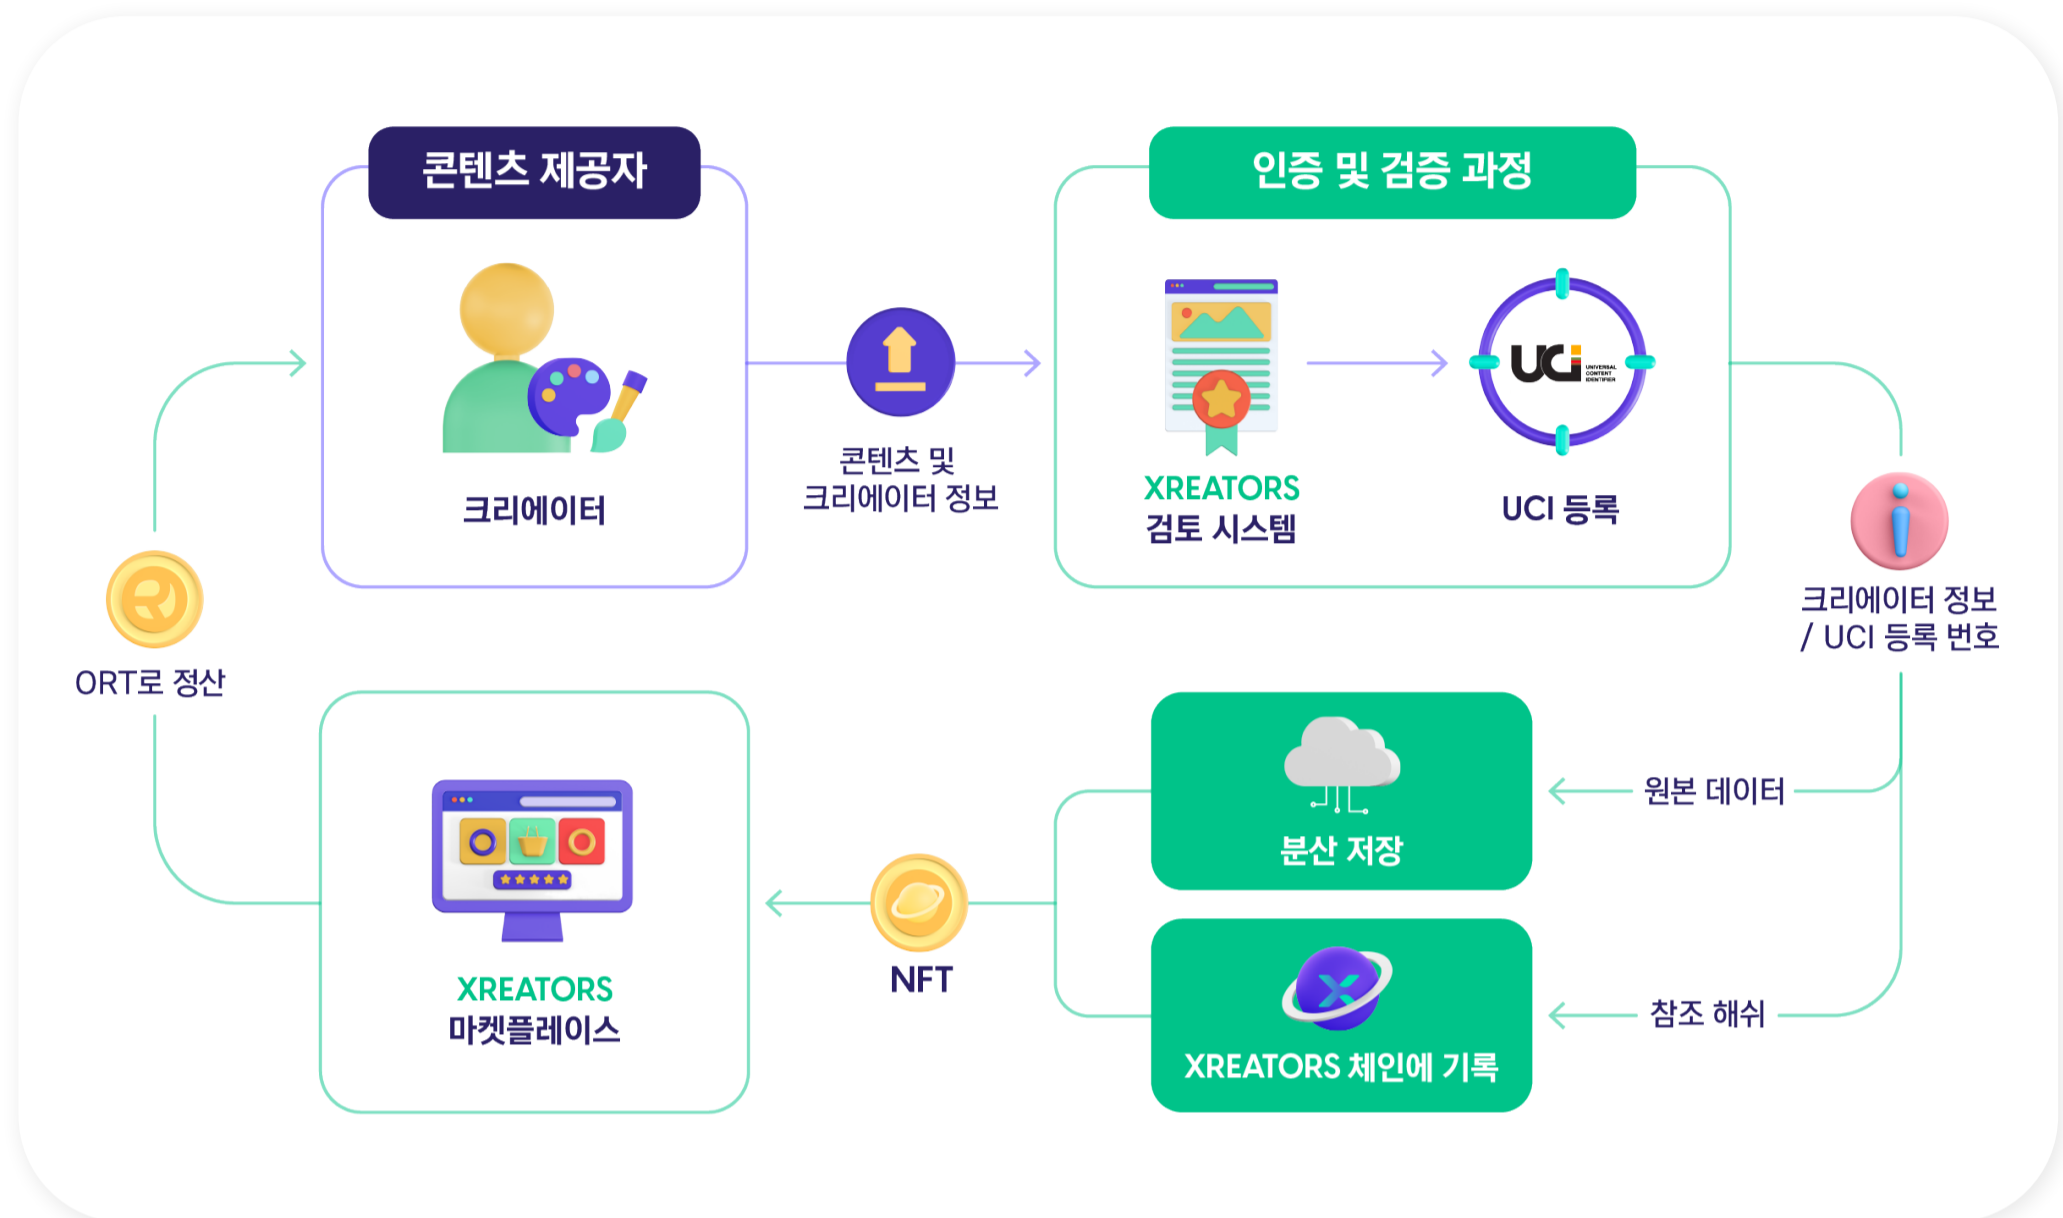 콘텐츠 제공자
크리에이터
콘텐츠 및
크리에이터 정보
인증 및 검증 과정
XREATORS
검토 시스템
UCI
UNIVERSAL
CONTENT
IDENTIFIER
UCI 등록
크리에이터 정보
/ UCI 등록 번호
원본 데이터
분산 저장
참조 해쉬
XREATORS 체인에 기록
NFT
XREATORS
마켓플레이스
ORT로 정산